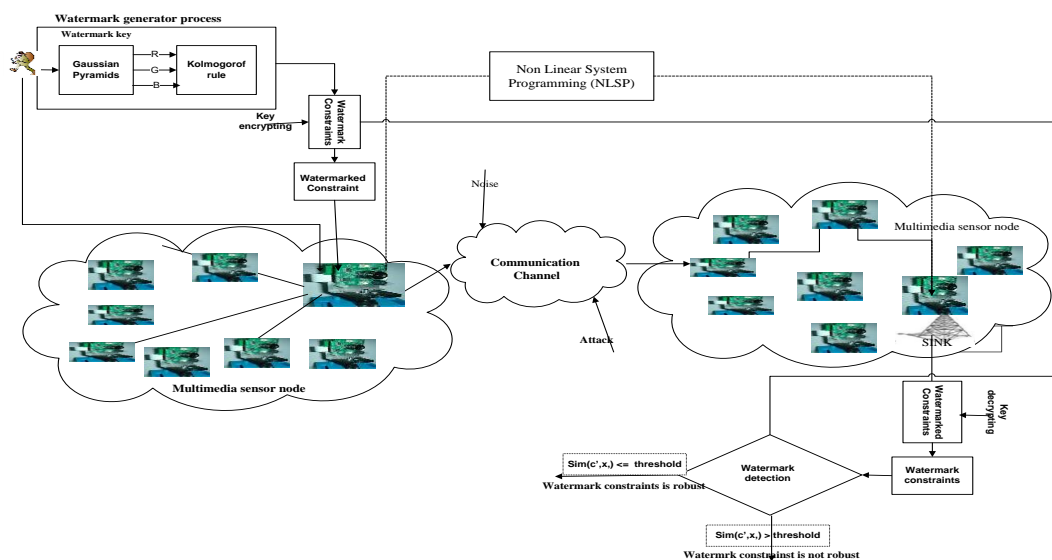 Watermark generator process
Watermark key
Gaussian
Pyramids
R
G
B
Kolmogorof
rule
Key
encrypting
Watermark
Constraints
Watermarked
Constraint
Non Linear System
Programming (NLSP)
Noise
Communication
Channel
Attack
Multimedia sensor node
Multimedia sensor node
SINK
Watermarked
Constraints
Key
decrypting
Watermark
constraints
Watermark
detection
Sim(c',x,) <= threshold
Watermark constraints is robust
Sim(c',x,) > threshold
Watermrk constrainst is not robust